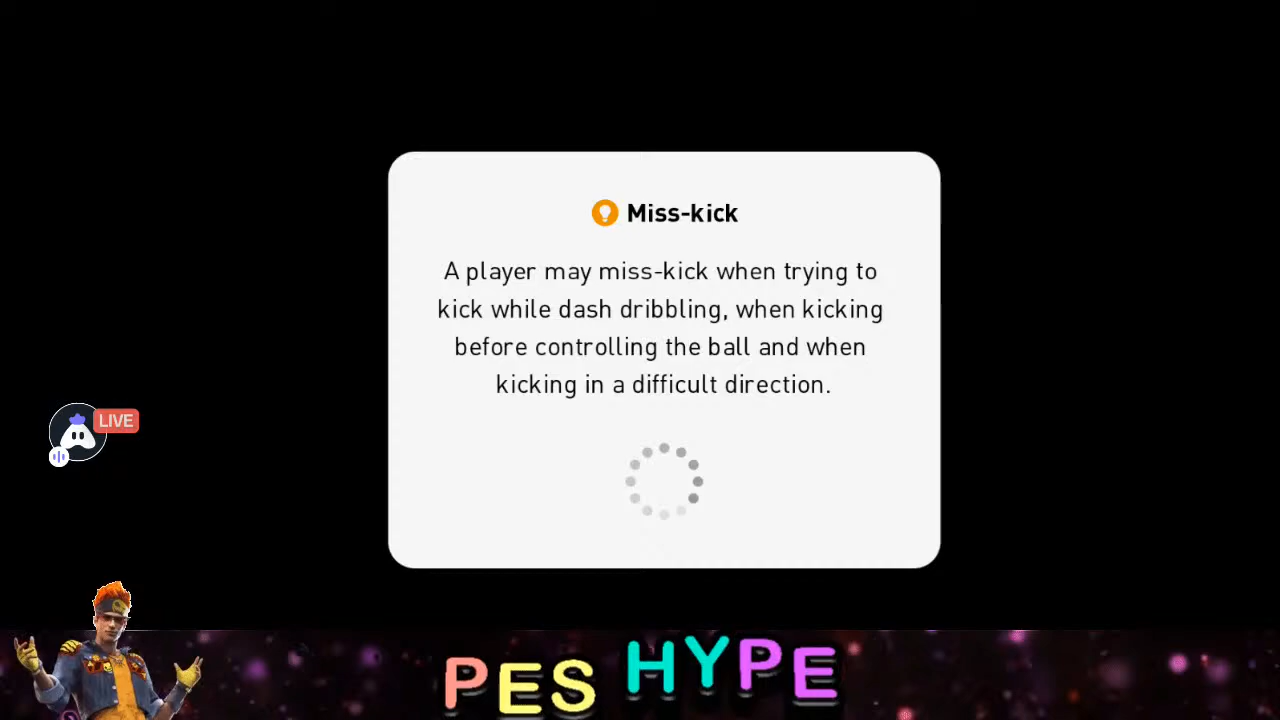 Miss-kick
A player may miss-kick when trying to
kick while dash dribbling, when kicking
before controlling the ball and when
kicking in a difficult direction.
LIVE
PES HYPE